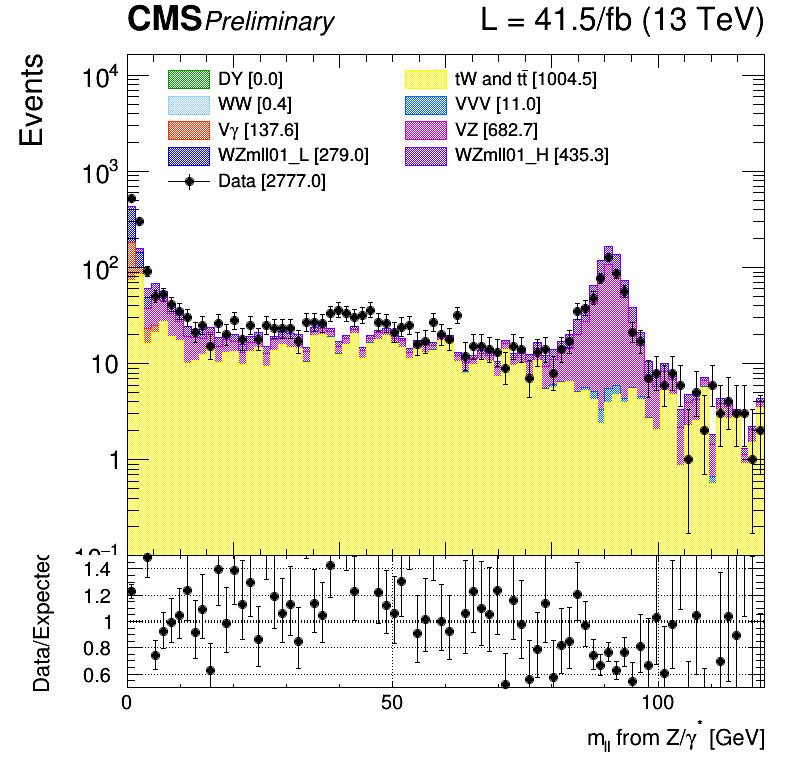 CMS Preliminary L = 41.5/fb (13 TeV)
Events
10⁴
10³
10²
10
1
10⁻¹
DY [0.0] tW and tt̄ [1004.5]
WW [0.4] VVV [11.0]
Vγ [137.6] VZ [682.7]
WZmll01_L [279.0] WZmll01_H [435.3]
Data [2777.0]
Data/Expected
1.4
1.2
1
0.8
0.6
0 50 100
m_ll from Z/γ* [GeV]